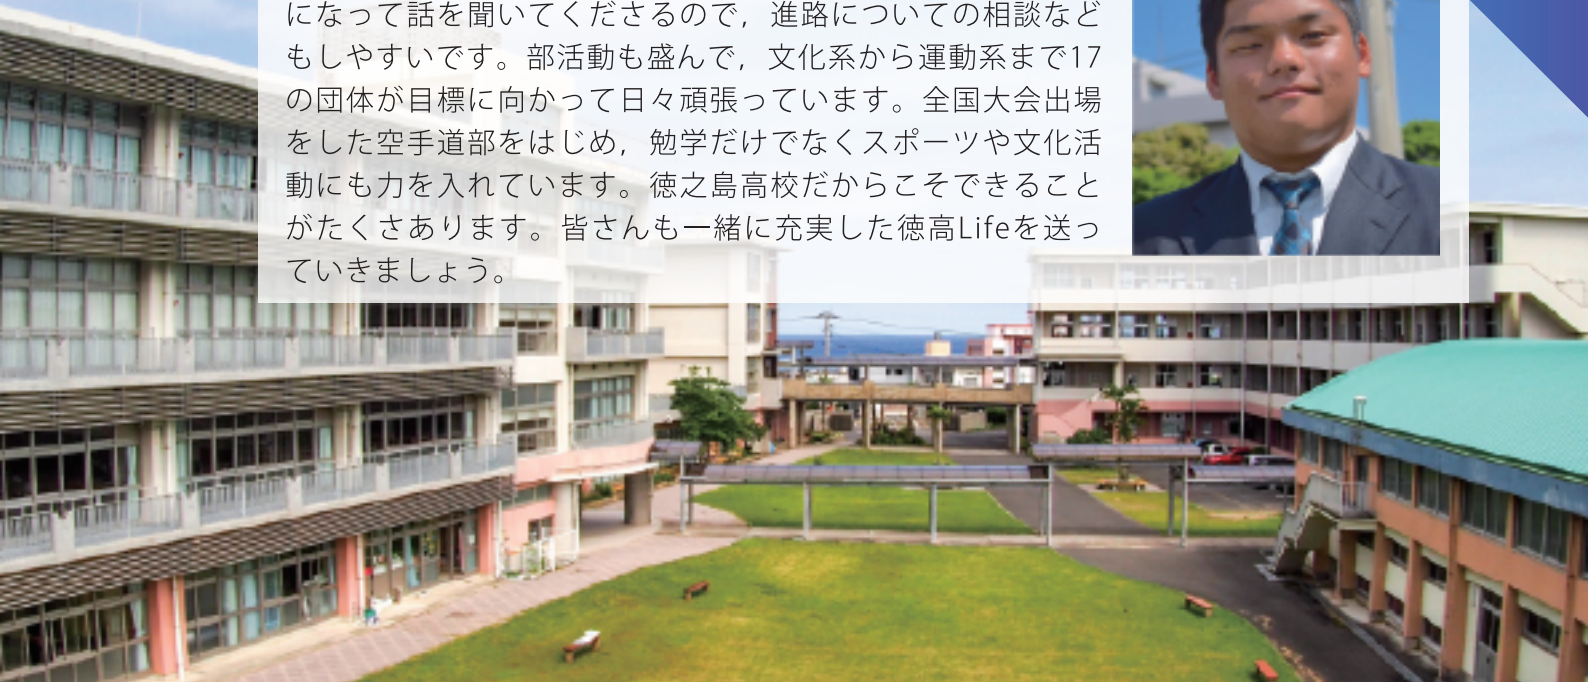 になって話を聞いてくださるので，進路についての相談など
もしやすいです。部活動も盛んで，文化系から運動系まで17
の団体が目標に向かって日々頑張っています。全国大会出場
をした空手道部をはじめ，勉学だけでなくスポーツや文化活
動にも力を入れています。徳之島高校だからこそできること
がたくさあります。皆さんも一緒に充実した徳高Lifeを送っ
ていきましょう。